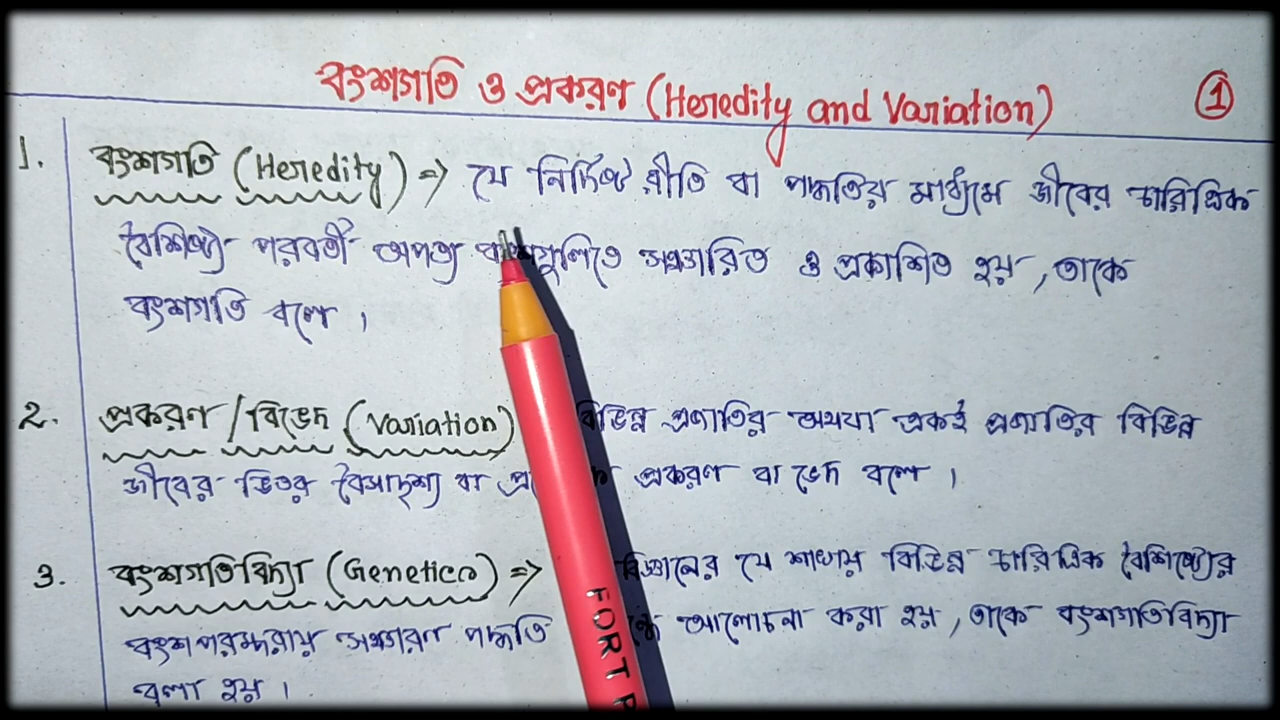 বংশগতি ও প্রকরণ (Heredity and Variation) 1
1. বংশগতি (Heredity) => যে নির্দিষ্ট রীতি বা পদ্ধতির মাধ্যমে জীবের চারিত্রিক
বৈশিষ্ট্য পরবর্তী অপত্য বংশগুলিতে সঞ্চারিত ও প্রকাশিত হয়, তাকে
বংশগতি বলে।
2. প্রকরণ / বিভেদ (Variation) বিভিন্ন প্রজাতির অথবা একই প্রজাতির বিভিন্ন
জীবের ভিতর বৈসাদৃশ্য বা প্রকরণ বা ভেদ বলে।
3. বংশগতিবিদ্যা (Genetics) => বিজ্ঞানের যে শাখায় বিভিন্ন চারিত্রিক বৈশিষ্ট্যের
বংশপরম্পরায় সঞ্চারণ পদ্ধতি আলোচনা করা হয়, তাকে বংশগতিবিদ্যা
বলা হয়।
FORT